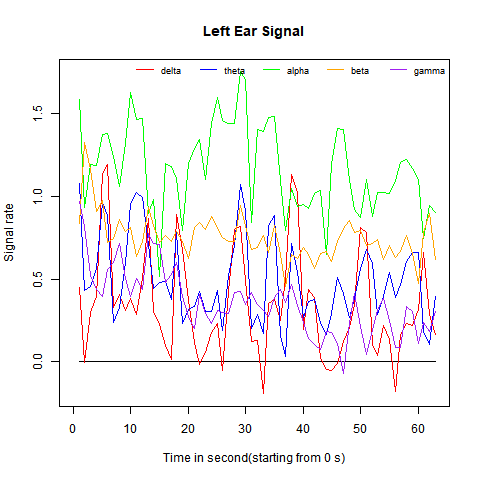 Left Ear Signal
delta theta alpha beta gamma
Signal rate
1.5
1.0
0.5
0.0
0 10 20 30 40 50 60
Time in second(starting from 0 s)